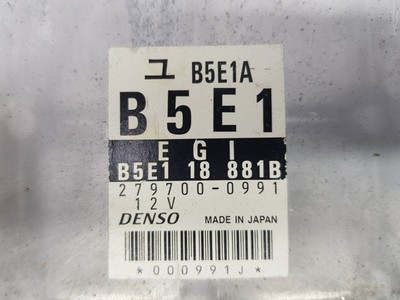 ユ B5E1A
B5E1
EGI
B5E1 18 881B
279700-0991
12V
DENSO MADE IN JAPAN
*000991J*